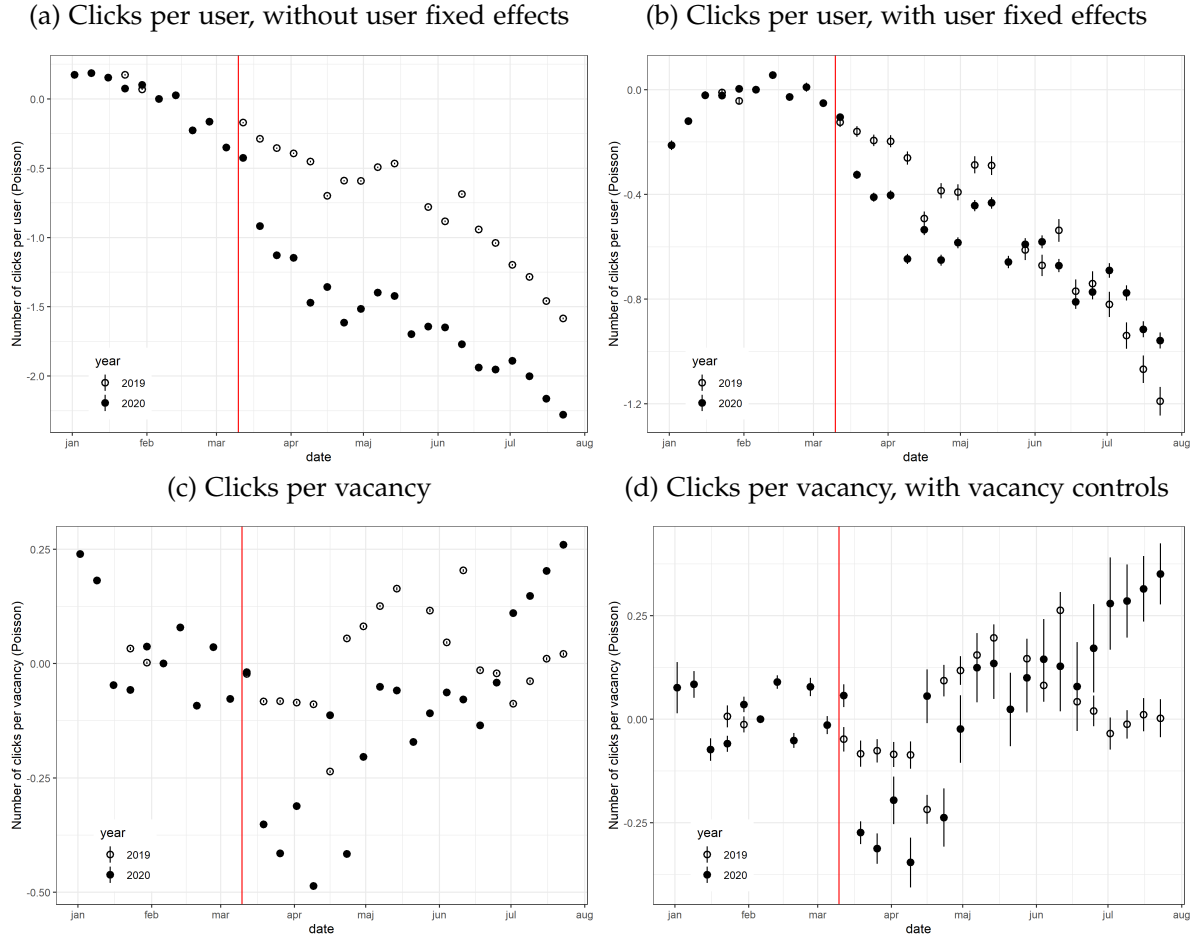 (a) Clicks per user, without user fixed effects
Number of clicks per user (Poisson)
0.0
-0.5
-1.0
-1.5
-2.0
year
2019
2020
jan feb mar apr maj jun jul aug
date
(b) Clicks per user, with user fixed effects
Number of clicks per user (Poisson)
0.0
-0.4
-0.8
-1.2
year
2019
2020
jan feb mar apr maj jun jul aug
date
(c) Clicks per vacancy
Number of clicks per vacancy (Poisson)
0.25
0.00
-0.25
-0.50
year
2019
2020
jan feb mar apr maj jun jul aug
date
(d) Clicks per vacancy, with vacancy controls
Number of clicks per vacancy (Poisson)
0.25
0.00
-0.25
year
2019
2020
jan feb mar apr maj jun jul aug
date